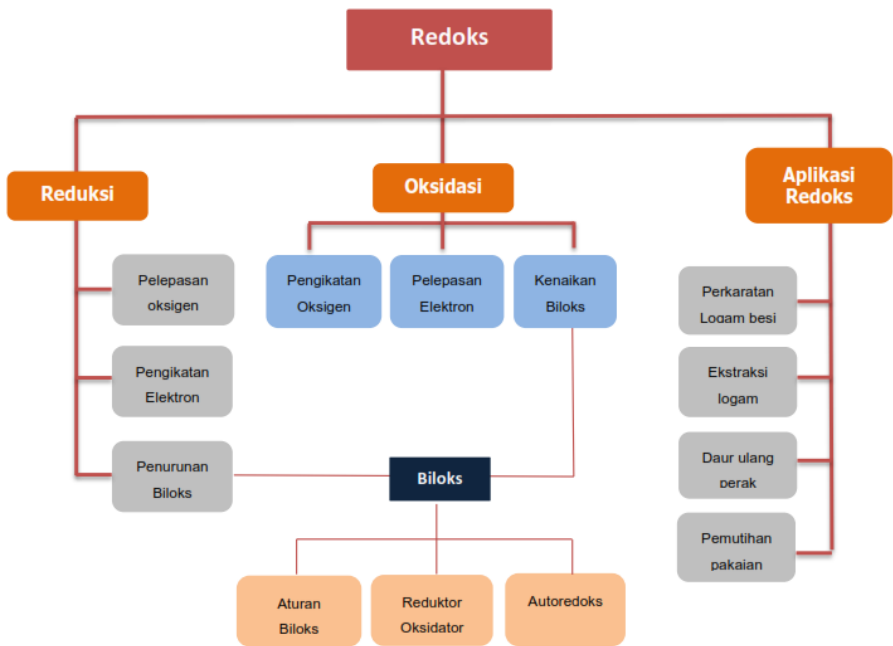 Redoks
Reduksi
Oksidasi
Aplikasi
Redoks
Pelepasan
oksigen
Pengikatan
Elektron
Penurunan
Biloks
Pengikatan
Oksigen
Pelepasan
Elektron
Kenaikan
Biloks
Perkaratan
Logam besi
Ekstraksi
logam
Daur ulang
perak
Pemutihan
pakaian
Biloks
Aturan
Biloks
Reduktor
Oksidator
Autoredoks